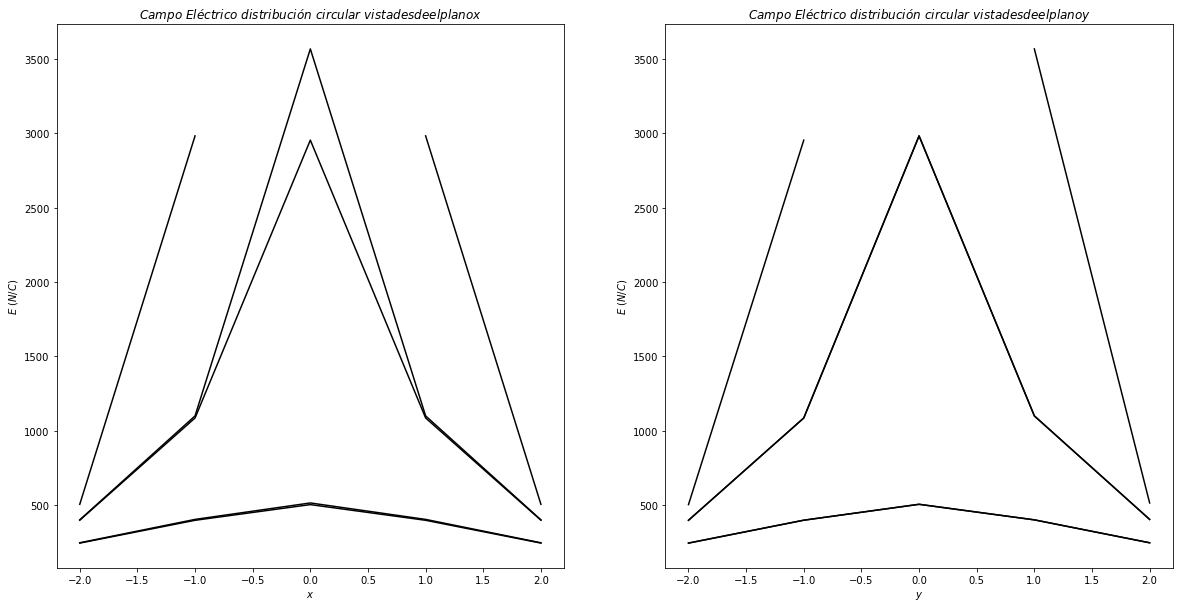 Campo Eléctrico distribución circular vistadesdeelplanox
3500
3000
2500
2000
1500
1000
500
E (N/C)
−2.0 −1.5 −1.0 −0.5 0.0 0.5 1.0 1.5 2.0
x
Campo Eléctrico distribución circular vistadesdeelplanoy
3500
3000
2500
2000
1500
1000
500
E (N/C)
−2.0 −1.5 −1.0 −0.5 0.0 0.5 1.0 1.5 2.0
y